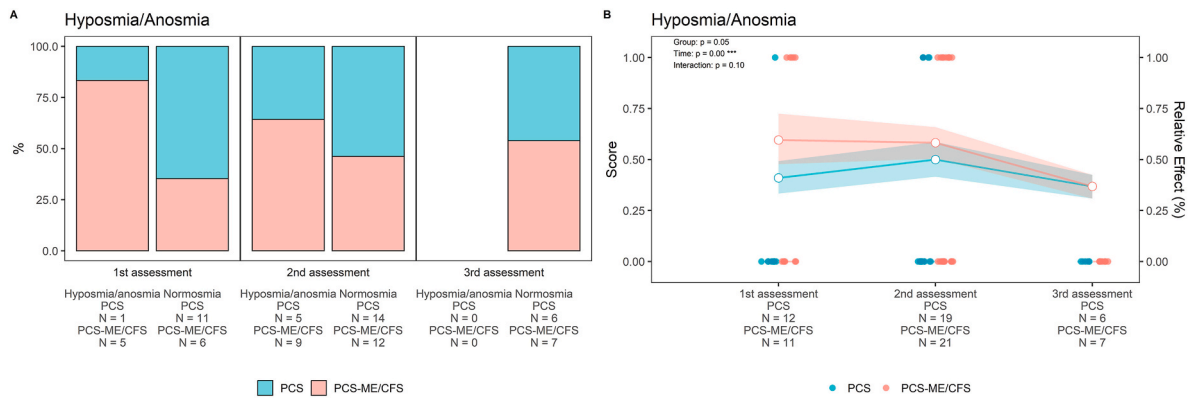 A
Hyposmia/Anosmia
100.0
75.0
50.0
25.0
0.0
%
1st assessment
2nd assessment
3rd assessment
Hyposmia/anosmia Normosmia Hyposmia/anosmia Normosmia Hyposmia/anosmia Normosmia
PCS PCS PCS PCS PCS PCS
N = 1 N = 11 N = 5 N = 14 N = 0 N = 6
PCS-ME/CFS PCS-ME/CFS PCS-ME/CFS PCS-ME/CFS PCS-ME/CFS PCS-ME/CFS
N = 5 N = 6 N = 9 N = 12 N = 0 N = 7
PCS PCS-ME/CFS
B
Hyposmia/Anosmia
Group: p = 0.05
Time: p = 0.00 ***
Interaction: p = 0.10
1.00 1.00
0.75 0.75
0.50 0.50
0.25 0.25
0.00 0.00
Score
Relative Effect (%)
1st assessment 2nd assessment 3rd assessment
PCS PCS PCS
N = 12 N = 19 N = 6
PCS-ME/CFS PCS-ME/CFS PCS-ME/CFS
N = 11 N = 21 N = 7
PCS PCS-ME/CFS